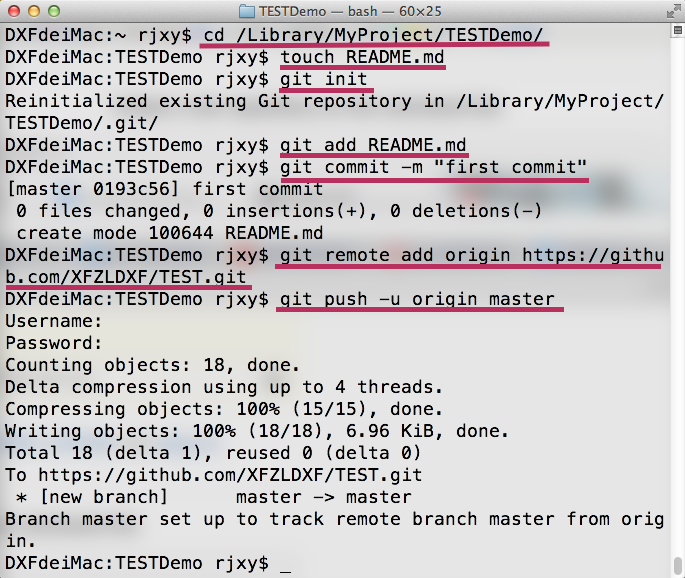 TESTDemo — bash — 60×25
DXFdeiMac:~ rjxy$ cd /Library/MyProject/TESTDemo/
DXFdeiMac:TESTDemo rjxy$ touch README.md
DXFdeiMac:TESTDemo rjxy$ git init
Reinitialized existing Git repository in /Library/MyProject/
TESTDemo/.git/
DXFdeiMac:TESTDemo rjxy$ git add README.md
DXFdeiMac:TESTDemo rjxy$ git commit -m "first commit"
[master 0193c56] first commit
 0 files changed, 0 insertions(+), 0 deletions(-)
 create mode 100644 README.md
DXFdeiMac:TESTDemo rjxy$ git remote add origin https://githu
b.com/XFZLDXF/TEST.git
DXFdeiMac:TESTDemo rjxy$ git push -u origin master
Username:
Password:
Counting objects: 18, done.
Delta compression using up to 4 threads.
Compressing objects: 100% (15/15), done.
Writing objects: 100% (18/18), 6.96 KiB, done.
Total 18 (delta 1), reused 0 (delta 0)
To https://github.com/XFZLDXF/TEST.git
 * [new branch]      master -> master
Branch master set up to track remote branch master from orig
in.
DXFdeiMac:TESTDemo rjxy$ _